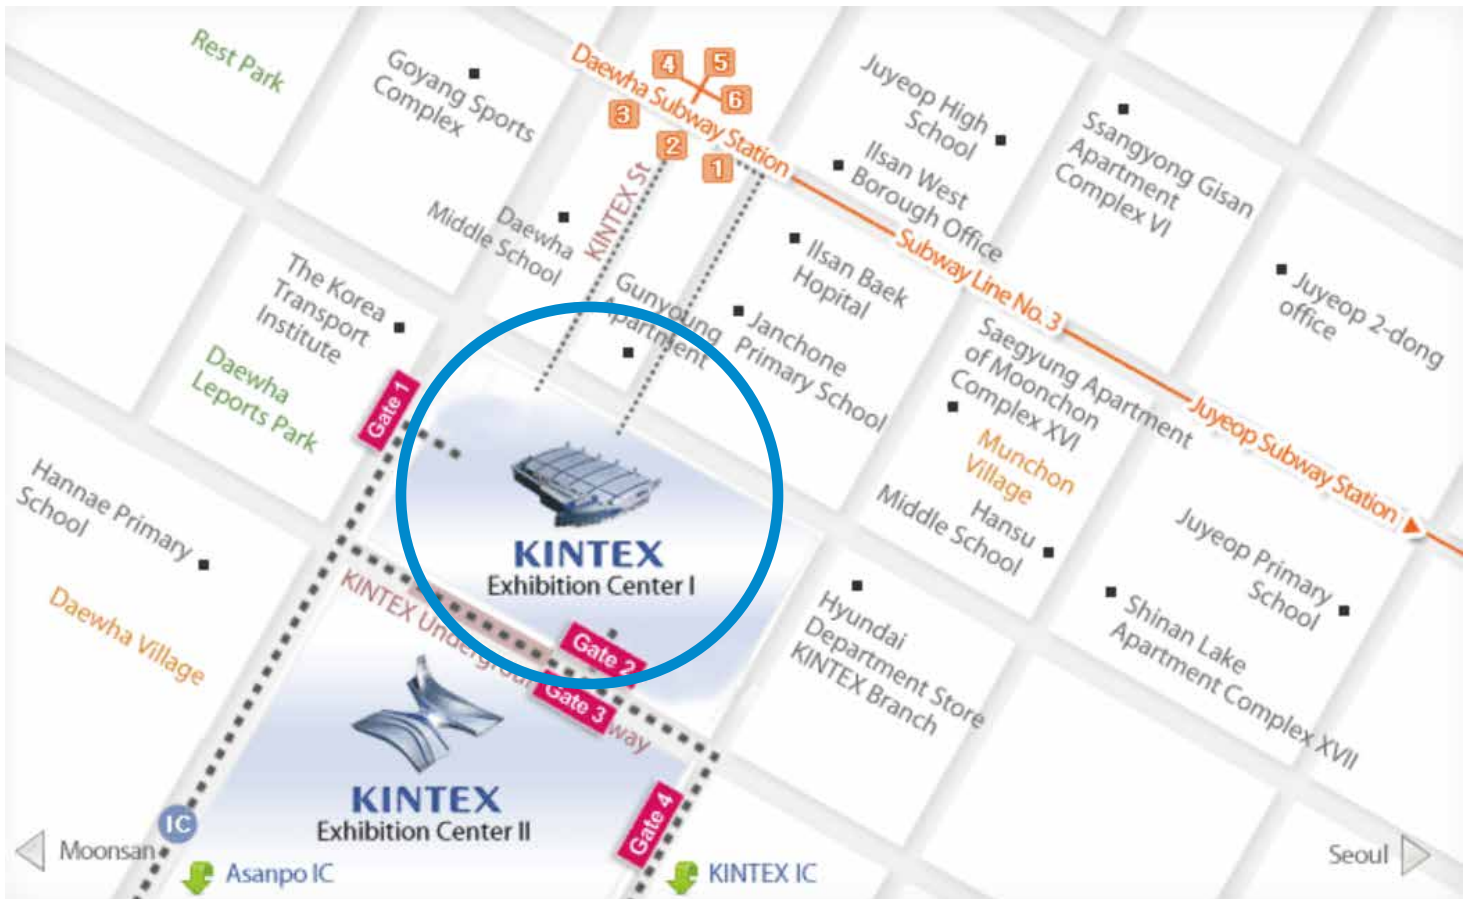 Rest Park
Goyang Sports
Complex
Daewha Subway Station
4
5
6
3
2
1
Juyeop High
School
Ilsan West
Borough Office
Ssangyong Gisan
Apartment
Complex VI
KINTEX St
Daewha
Middle School
Ilsan Baek
Hopital
Subway Line No. 3
Juyeop 2-dong
office
The Korea
Transport
Institute
Gunyoung
Apartment
Janchone
Primary School
Saegyung Apartment
of Moonchon
Complex XVI
Daewha
Leports Park
Gate 1
Munchon
Village
Juyeop Subway Station
Hannae Primary
School
KINTEX
Exhibition Center I
Hansu
Middle School
Juyeop Primary
School
Daewha Village
KINTEX Undergrou
way
Gate 2
Gate 3
Hyundai
Department Store
KINTEX Branch
Shinan Lake
Apartment Complex XVII
KINTEX
Exhibition Center II
Gate 4
IC
Moonsan
Seoul
Asanpo IC
KINTEX IC